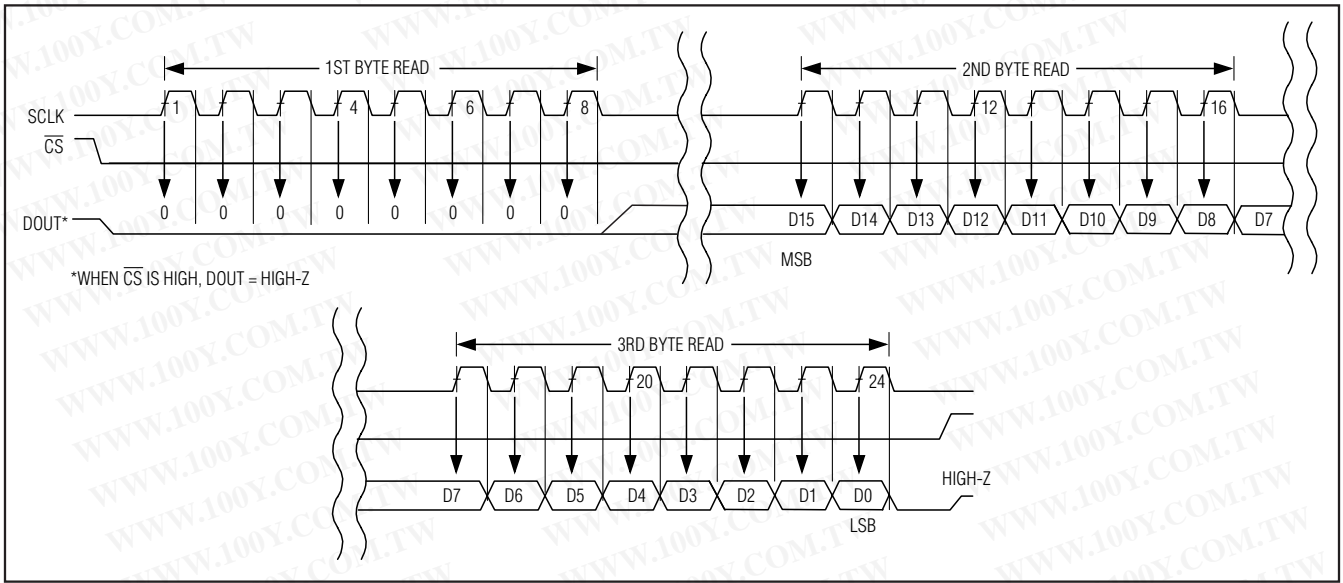 1ST BYTE READ
2ND BYTE READ
SCLK
1
4
6
8
12
16
CS
0 0 0 0 0 0 0 0
DOUT*
D15 D14 D13 D12 D11 D10 D9 D8 D7
MSB
*WHEN CS IS HIGH, DOUT = HIGH-Z
3RD BYTE READ
20
24
HIGH-Z
D7 D6 D5 D4 D3 D2 D1 D0
LSB
WWW.100Y.COM.TW